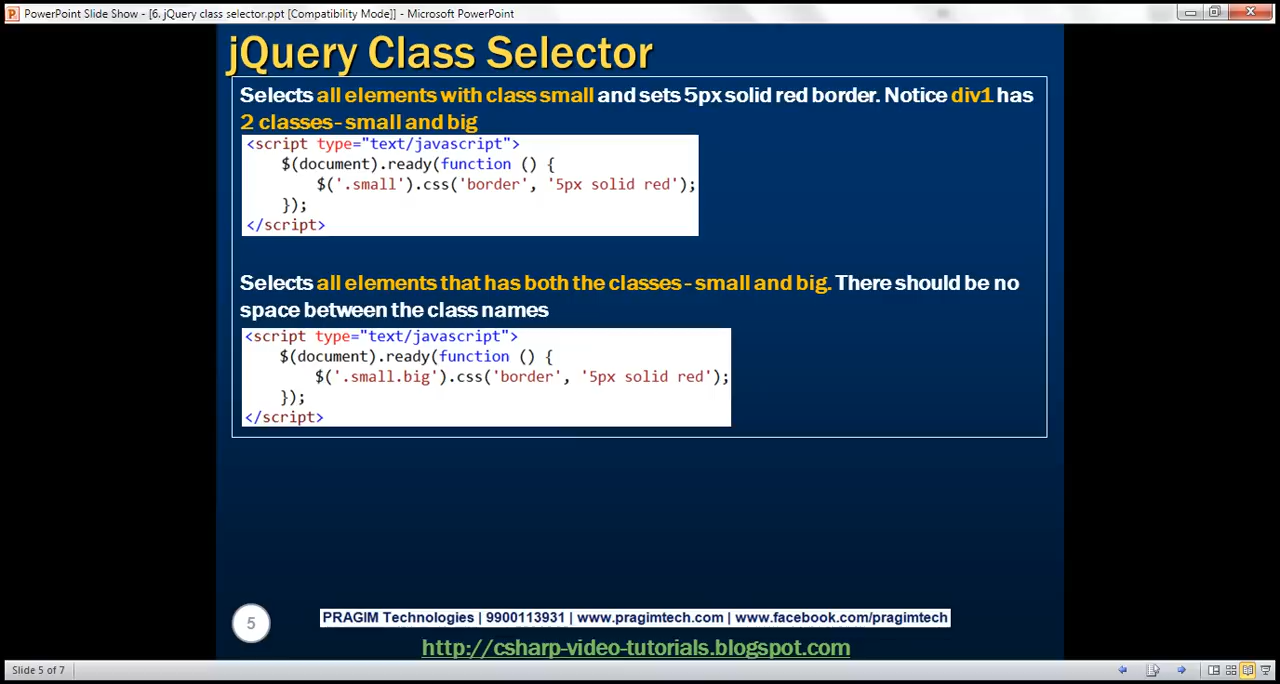 PowerPoint Slide Show - [6. jQuery class selector.ppt [Compatibility Mode]] - Microsoft PowerPoint
jQuery Class Selector
Selects all elements with class small and sets 5px solid red border. Notice div1 has
2 classes - small and big
<script type="text/javascript">
$(document).ready(function () {
$('.small').css('border', '5px solid red');
});
</script>
Selects all elements that has both the classes - small and big. There should be no
space between the class names
<script type="text/javascript">
$(document).ready(function () {
$('.small.big').css('border', '5px solid red');
});
</script>
5
PRAGIM Technologies | 9900113931 | www.pragimtech.com | www.facebook.com/pragimtech
http://csharp-video-tutorials.blogspot.com
Slide 5 of 7